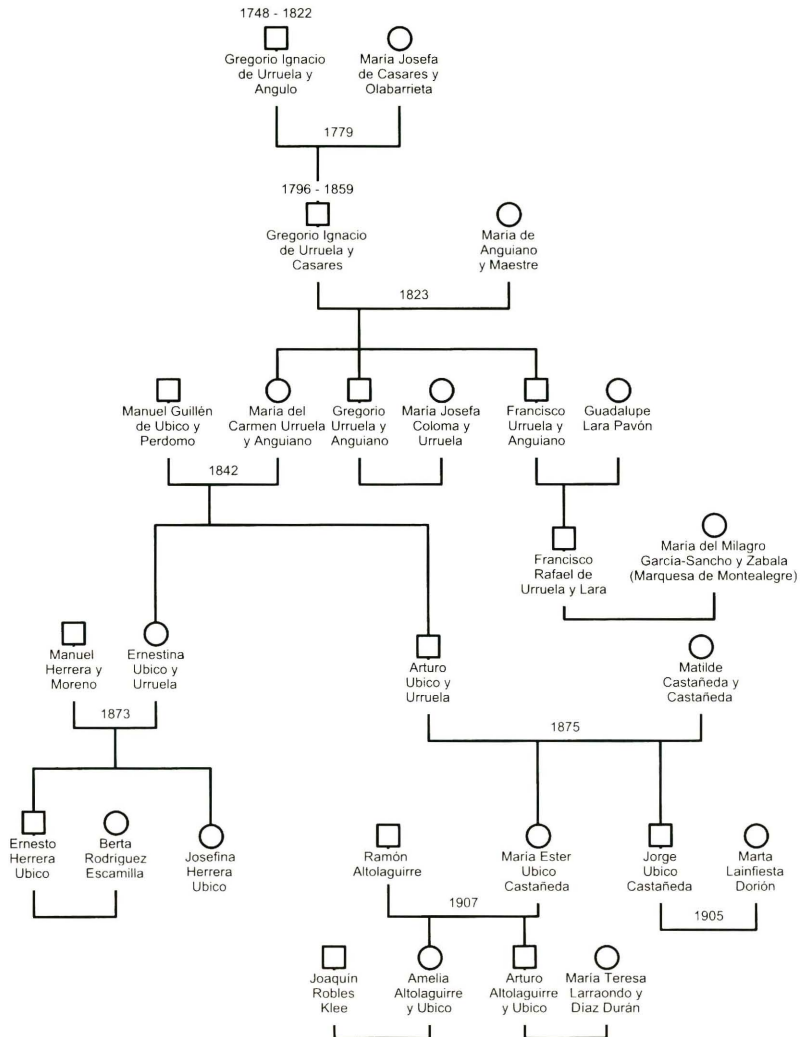 1748 - 1822
Gregorio Ignacio
de Urruela y
Angulo
María Josefa
de Casares y
Olabarrieta
1779
1796 - 1859
Gregorio Ignacio
de Urruela y
Casares
María de
Anguiano
y Maestre
1823
Manuel Guillén
de Ubico y
Perdomo
María del
Carmen Urruela
y Anguiano
Gregorio
Urruela y
Anguiano
María Josefa
Coloma y
Urruela
Francisco
Urruela y
Anguiano
Guadalupe
Lara Pavón
1842
Francisco
Rafael de
Urruela y Lara
María del Milagro
García-Sancho y Zabala
(Marquesa de Montealegre)
Manuel
Herrera y
Moreno
Ernestina
Ubico y
Urruela
Arturo
Ubico y
Urruela
Matilde
Castañeda y
Castañeda
1873
1875
Ernesto
Herrera
Ubico
Berta
Rodríguez
Escamilla
Josefina
Herrera
Ubico
Ramón
Altolaguirre
María Ester
Ubico
Castañeda
Jorge
Ubico
Castañeda
Marta
Lainfiesta
Dorión
1907
1905
Joaquín
Robles
Klee
Amelia
Altolaguirre
y Ubico
Arturo
Altolaguirre
y Ubico
María Teresa
Larraondo y
Díaz Durán